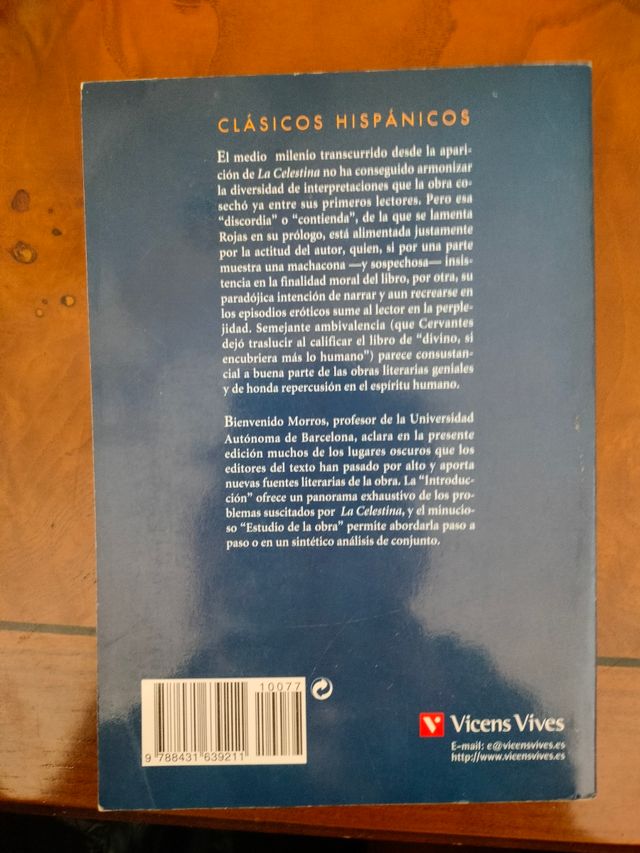 CLÁSICOS HISPÁNICOS
El medio milenio transcurrido desde la apari-
ción de La Celestina no ha conseguido armonizar
la diversidad de interpretaciones que la obra co-
sechó ya entre sus primeros lectores. Pero esa
“discordia” o “contienda”, de la que se lamenta
Rojas en su prólogo, está alimentada justamente
por la actitud del autor, quien, si por una parte
muestra una machacona —y sospechosa— insis-
tencia en la finalidad moral del libro, por otra, su
paradójica intención de narrar y aun recrearse en
los episodios eróticos sume al lector en la perple-
jidad. Semejante ambivalencia (que Cervantes
dejó traslucir al calificar el libro de “divino, si
encubriera más lo humano”) parece consustan-
cial a buena parte de las obras literarias geniales
y de honda repercusión en el espíritu humano.
Bienvenido Morros, profesor de la Universidad
Autónoma de Barcelona, aclara en la presente
edición muchos de los lugares oscuros que los
editores del texto han pasado por alto y aporta
nuevas fuentes literarias de la obra. La “Introduc-
ción” ofrece un panorama exhaustivo de los pro-
blemas suscitados por La Celestina, y el minucio-
so “Estudio de la obra” permite abordarla paso a
paso o en un sintético análisis de conjunto.
10077
9 788431 639211
Vicens Vives
E-mail: e@vicensvives.es
http://www.vicensvives.es